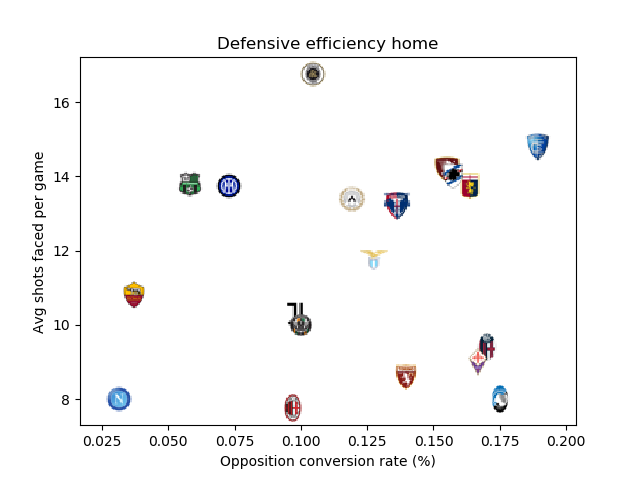 Defensive efficiency home
Avg shots faced per game
16
14
12
10
8
0.025 0.050 0.075 0.100 0.125 0.150 0.175 0.200
Opposition conversion rate (%)
N